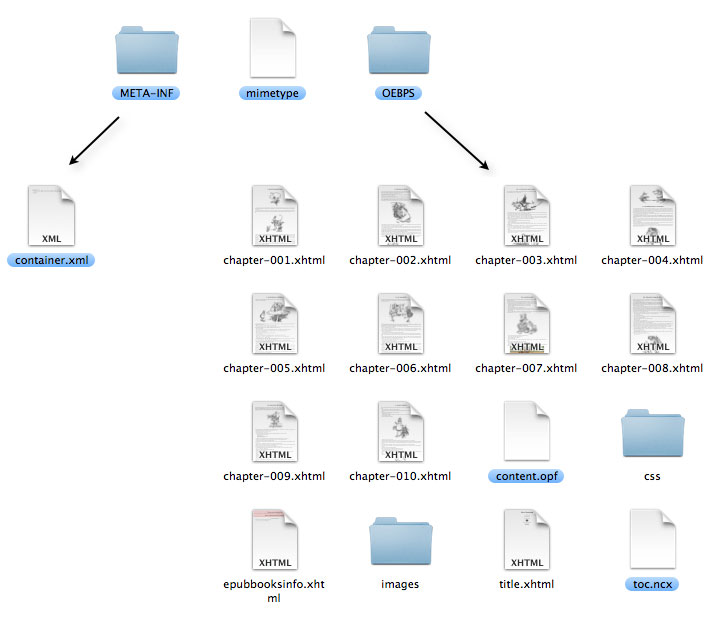 META-INF
mimetype
OEBPS
XML
container.xml
XHTML
XHTML
XHTML
XHTML
chapter-001.xhtml
chapter-002.xhtml
chapter-003.xhtml
chapter-004.xhtml
XHTML
XHTML
XHTML
XHTML
chapter-005.xhtml
chapter-006.xhtml
chapter-007.xhtml
chapter-008.xhtml
XHTML
XHTML
chapter-009.xhtml
chapter-010.xhtml
content.opf
css
XHTML
XHTML
epubbooksinfo.xht
ml
images
title.xhtml
toc.ncx